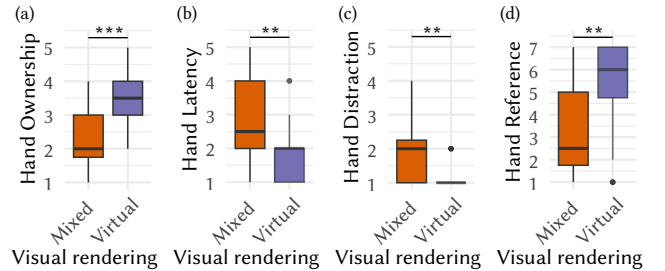 (a)
***
Hand Ownership
5
4
3
2
1
Mixed
Virtual
Visual rendering
(b)
**
Hand Latency
5
4
3
2
1
Mixed
Virtual
Visual rendering
(c)
**
Hand Distraction
5
4
3
2
1
Mixed
Virtual
Visual rendering
(d)
**
Hand Reference
7
6
5
4
3
2
1
Mixed
Virtual
Visual rendering